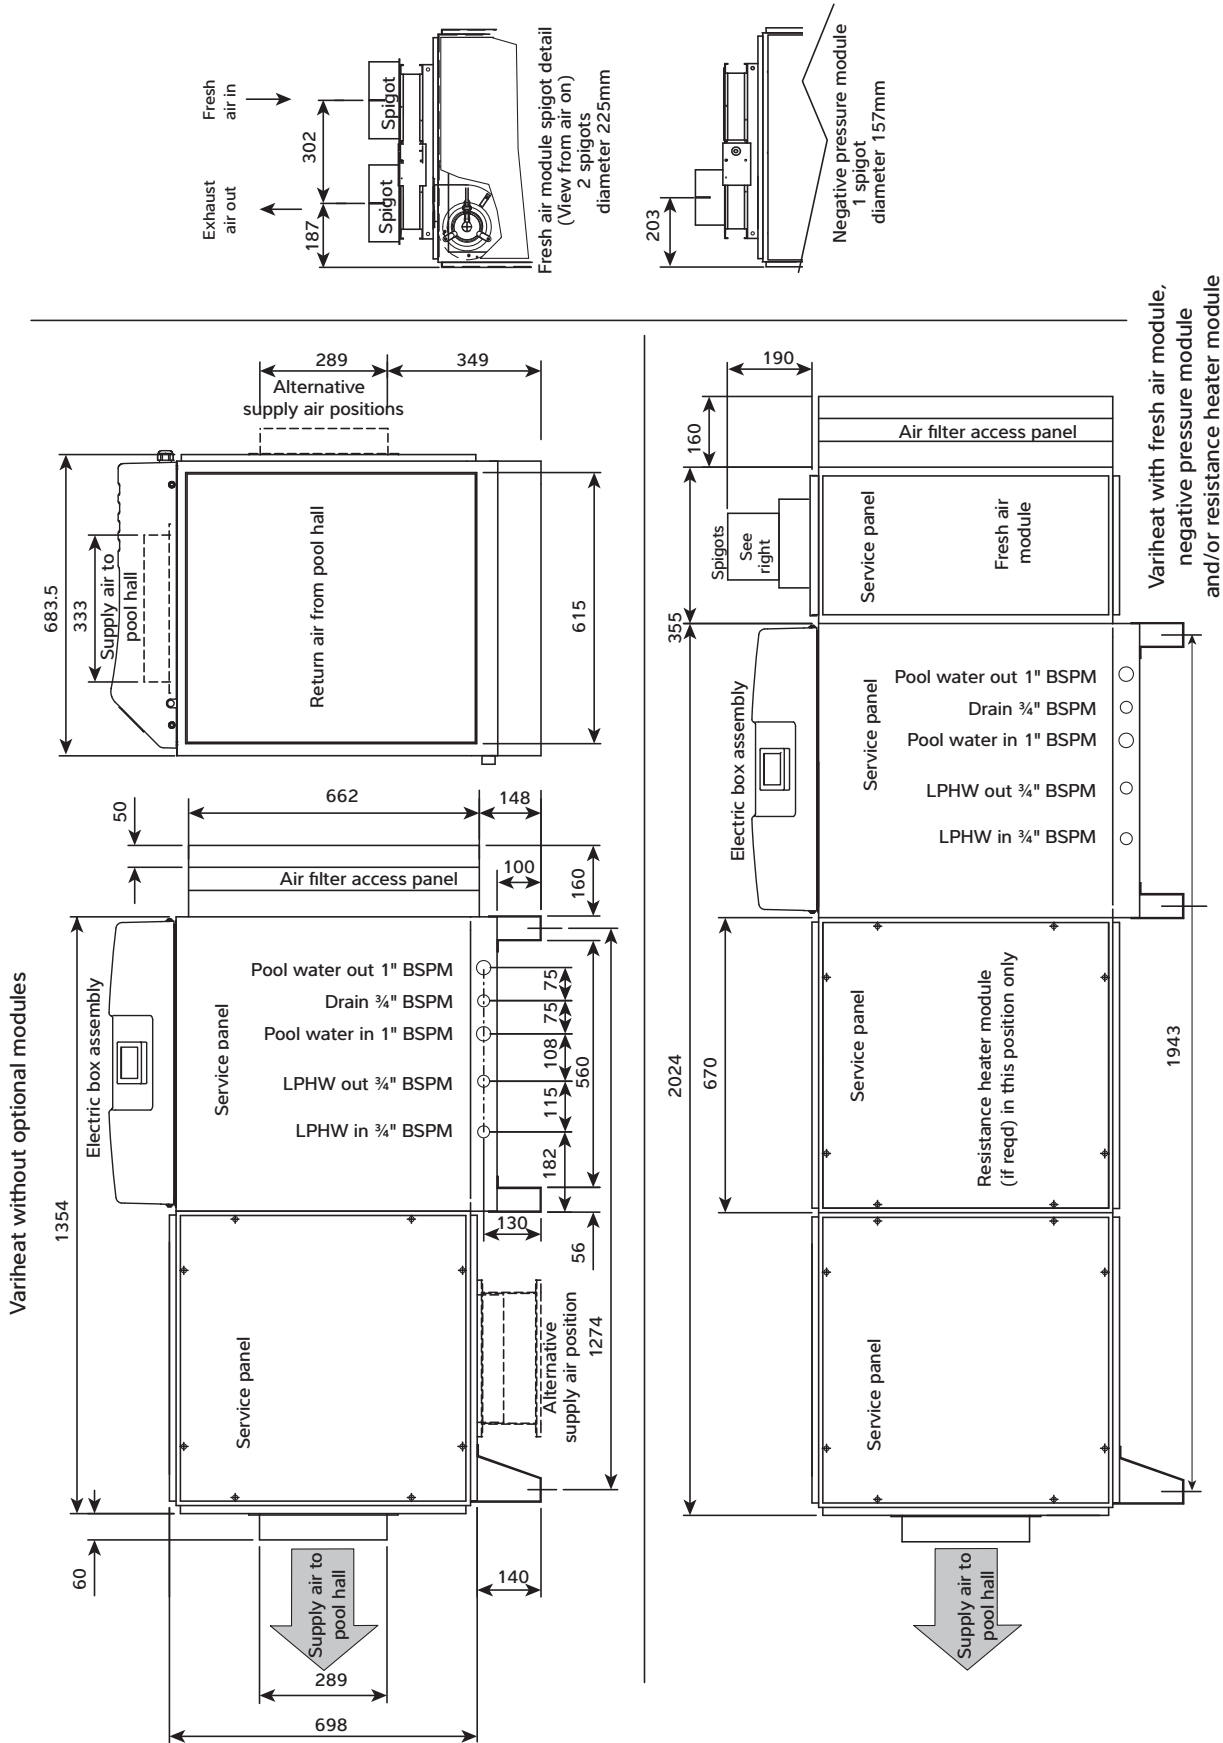 Variheat without optional modules
1354
60
Electric box assembly
Service panel
Service panel
Pool water out 1" BSPM
Drain ¾" BSPM
Pool water in 1" BSPM
LPHW out ¾" BSPM
LPHW in ¾" BSPM
Air filter access panel
50
662
148
100
160
75
75
108
115
182
560
130
56
1274
Alternative
supply air position
140
Supply air to
pool hall
289
698
683.5
333
Supply air to
pool hall
Return air from pool hall
615
289
349
Alternative
supply air positions
Fresh
air in
Exhaust
air out
302
187
Spigot
Spigot
Fresh air module spigot detail
(View from air on)
2 spigots
diameter 225mm
203
Negative pressure module
1 spigot
diameter 157mm
190
160
355
Spigots
See
right
Air filter access panel
Service panel
Fresh air
module
Electric box assembly
Service panel
Pool water out 1" BSPM
Drain ¾" BSPM
Pool water in 1" BSPM
LPHW out ¾" BSPM
LPHW in ¾" BSPM
2024
670
1943
Service panel
Resistance heater module
(if reqd) in this position only
Service panel
Supply air to
pool hall
Variheat with fresh air module,
negative pressure module
and/or resistance heater module